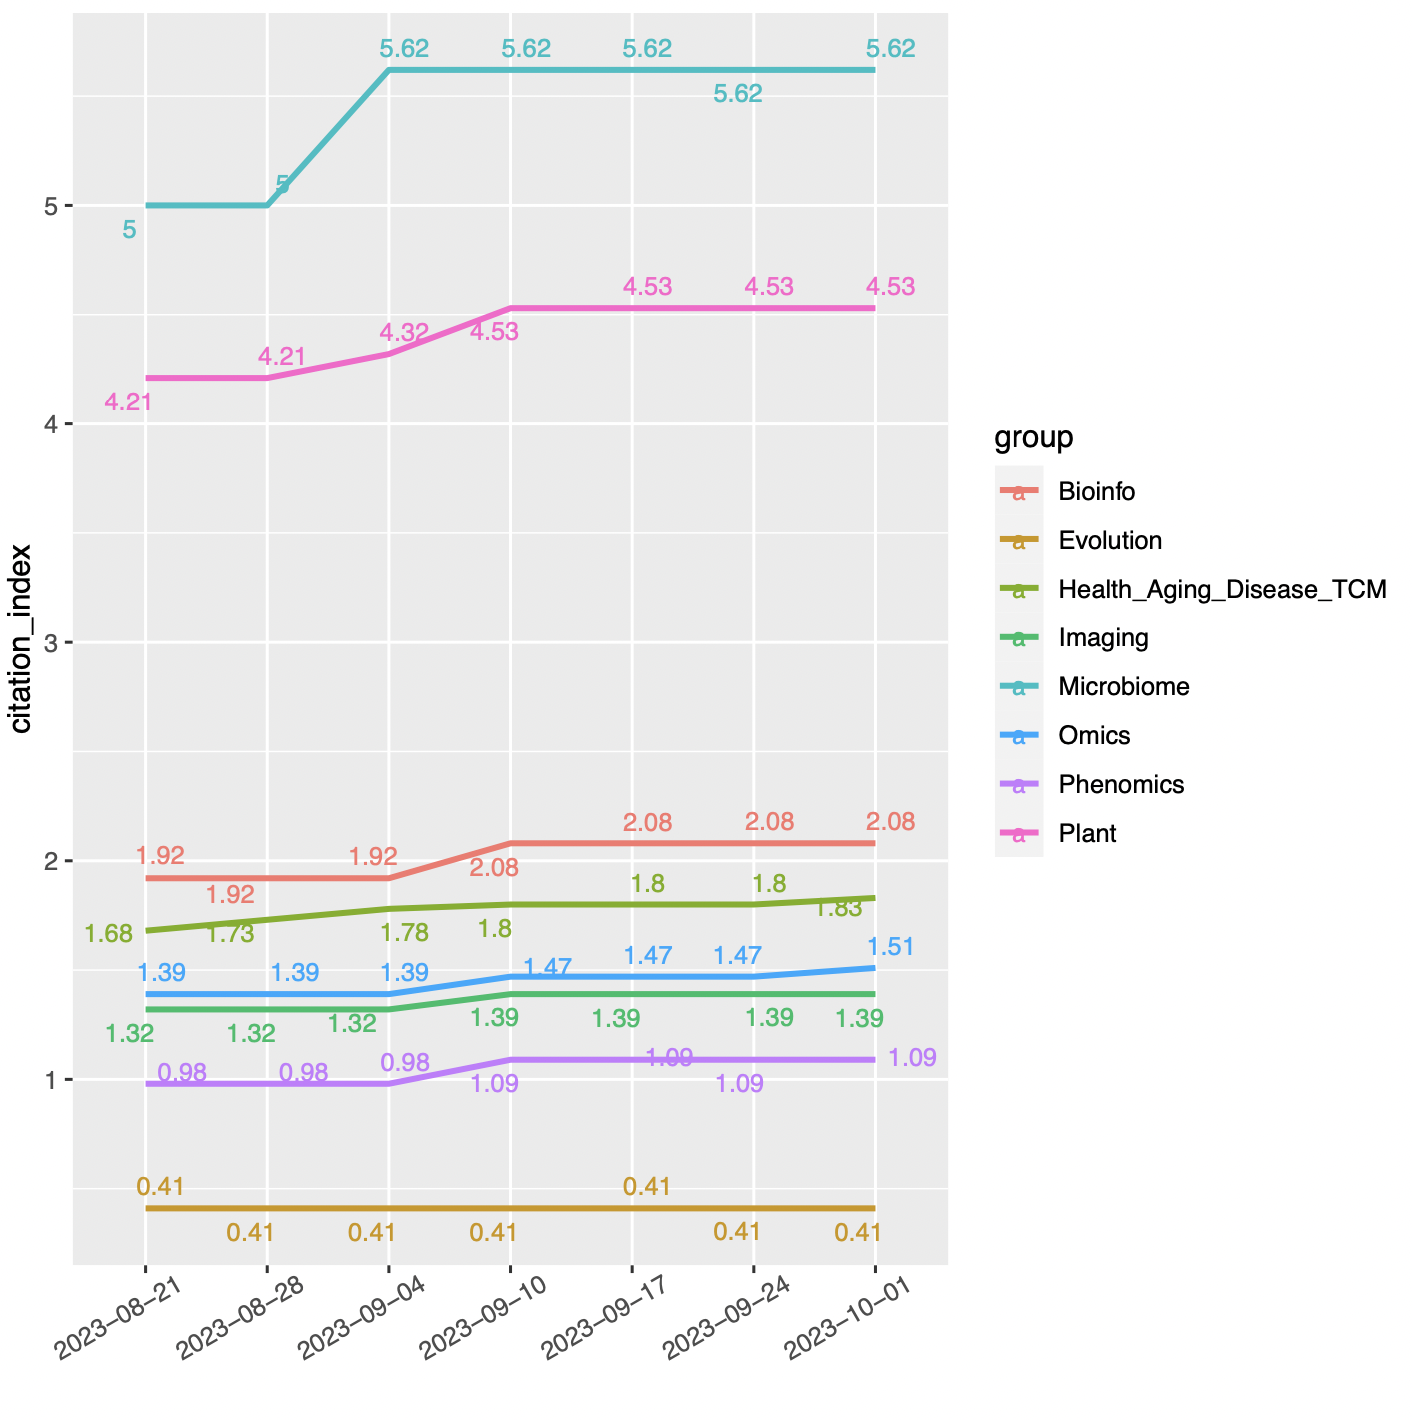 5.62 5.62 5.62 5.62
5.62
5
5
5
4.53 4.53 4.53
4.32 4.53
4.21
4.21
4
group
Bioinfo
Evolution
Health_Aging_Disease_TCM
Imaging
Microbiome
Omics
Phenomics
Plant
a
a
a
a
a
a
a
a
citation_index
3
2.08 2.08 2.08
1.92 1.92 2.08
2
1.92
1.8 1.8
1.83
1.68 1.73 1.78 1.8
1.39 1.39 1.39 1.47 1.47 1.47 1.51
1.32 1.32 1.32 1.39 1.39 1.39 1.39
0.98 0.98 0.98 1.09 1.09
1
1.09 1.09
0.41 0.41
0.41 0.41 0.41 0.41 0.41
2023–08–21
2023–08–28
2023–09–04
2023–09–10
2023–09–17
2023–09–24
2023–10–01